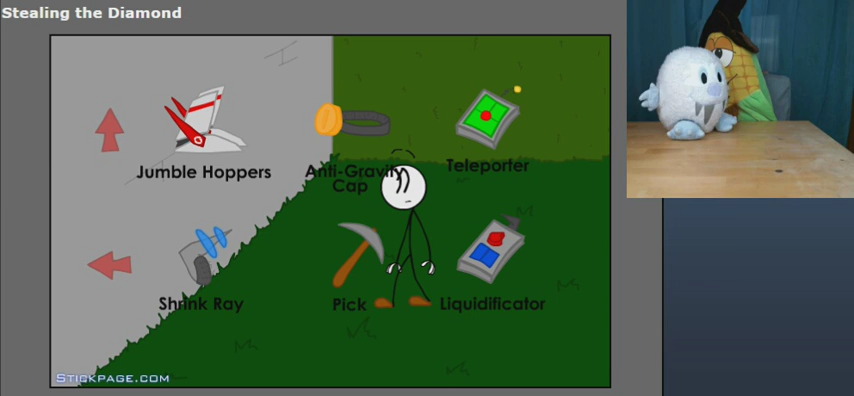 Stealing the Diamond
Jumble Hoppers
Anti-Gravity
Cap
Teleporter
Shrink Ray
Pick
Liquidificator
STICKPAGE.COM